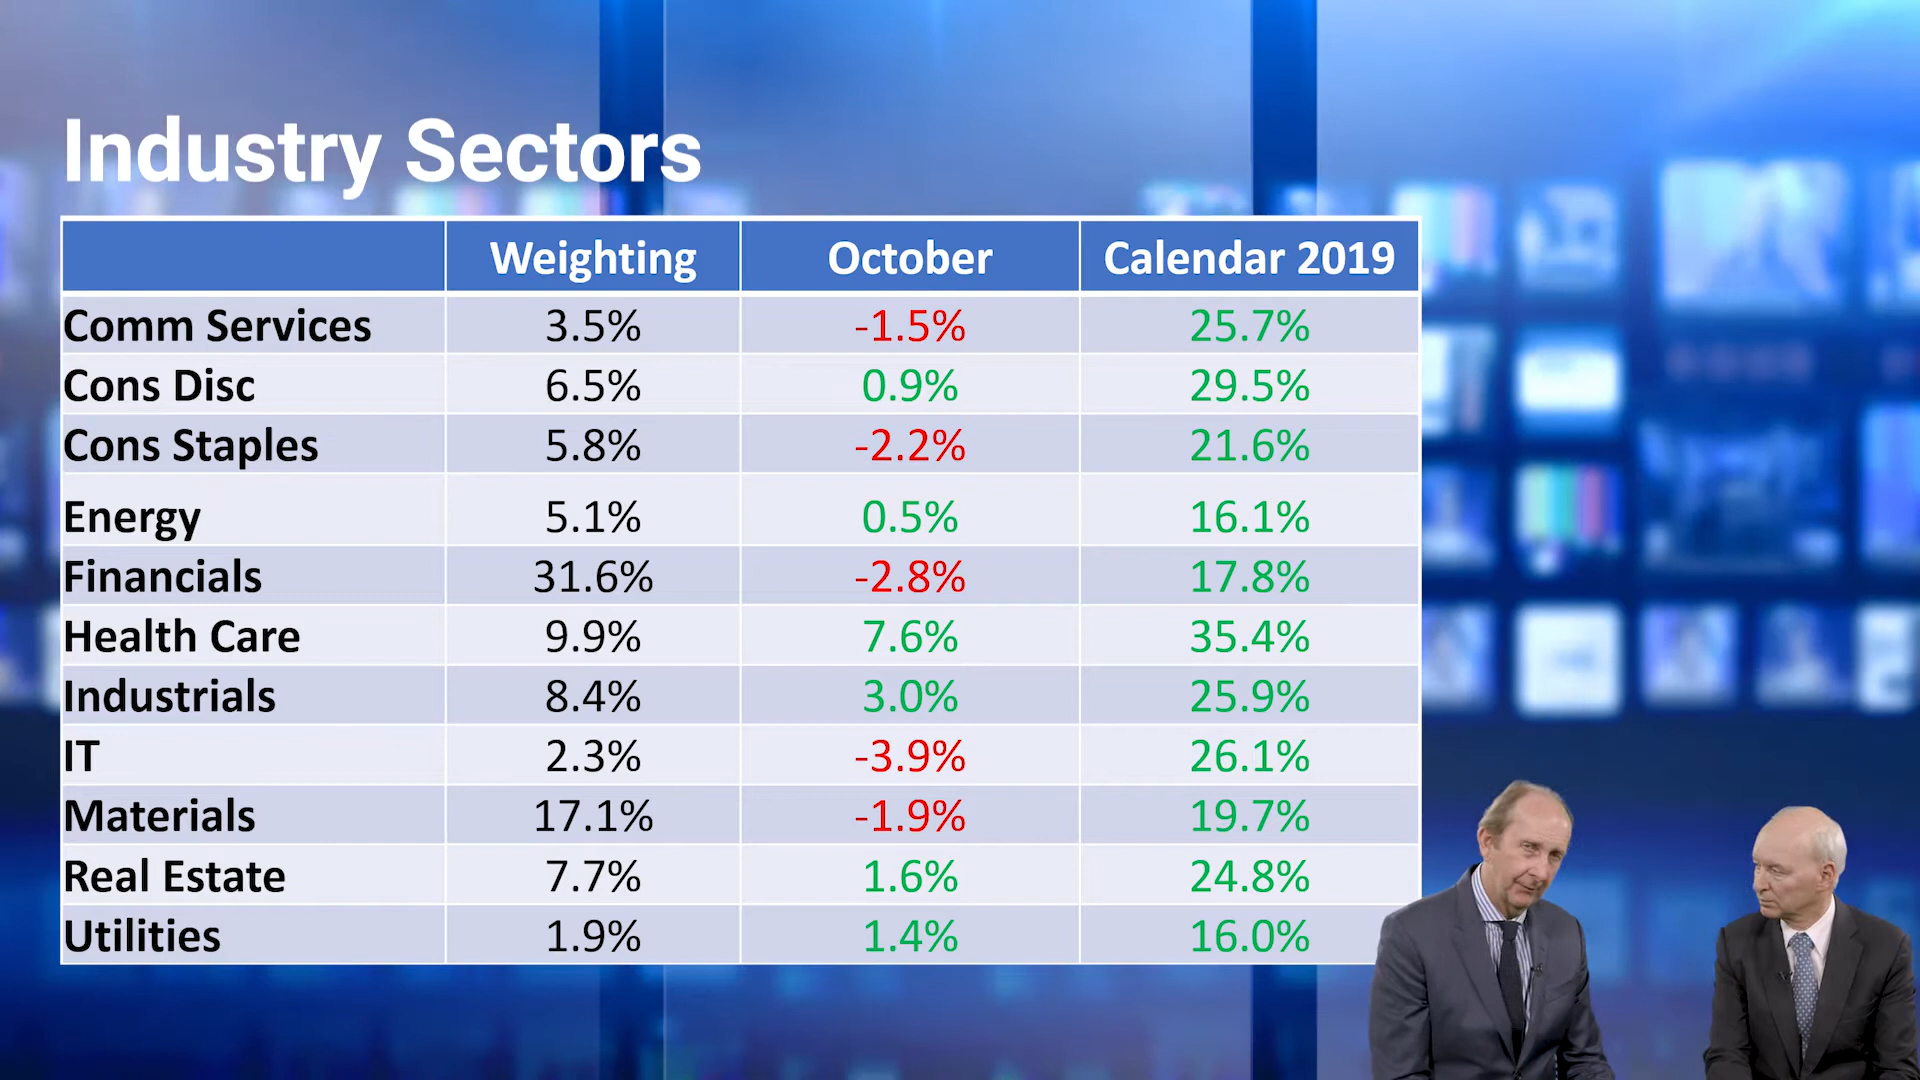 Industry Sectors
Weighting October Calendar 2019
Comm Services 3.5% -1.5% 25.7%
Cons Disc 6.5% 0.9% 29.5%
Cons Staples 5.8% -2.2% 21.6%
Energy 5.1% 0.5% 16.1%
Financials 31.6% -2.8% 17.8%
Health Care 9.9% 7.6% 35.4%
Industrials 8.4% 3.0% 25.9%
IT 2.3% -3.9% 26.1%
Materials 17.1% -1.9% 19.7%
Real Estate 7.7% 1.6% 24.8%
Utilities 1.9% 1.4% 16.0%